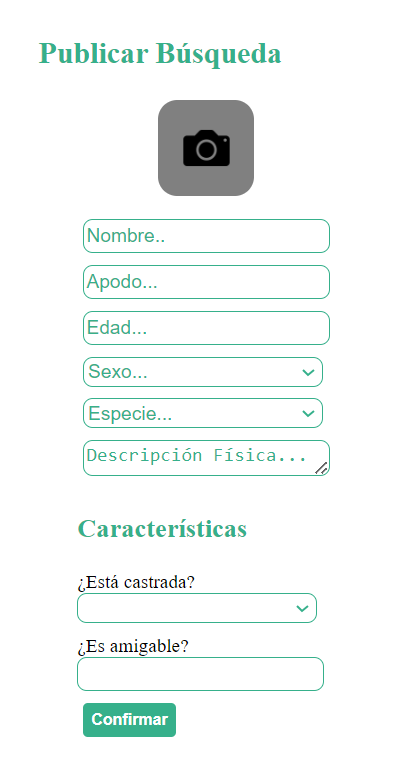 Publicar Búsqueda
Nombre..
Apodo...
Edad...
Sexo...
Especie...
Descripción Física...
Características
¿Está castrada?
¿Es amigable?
Confirmar